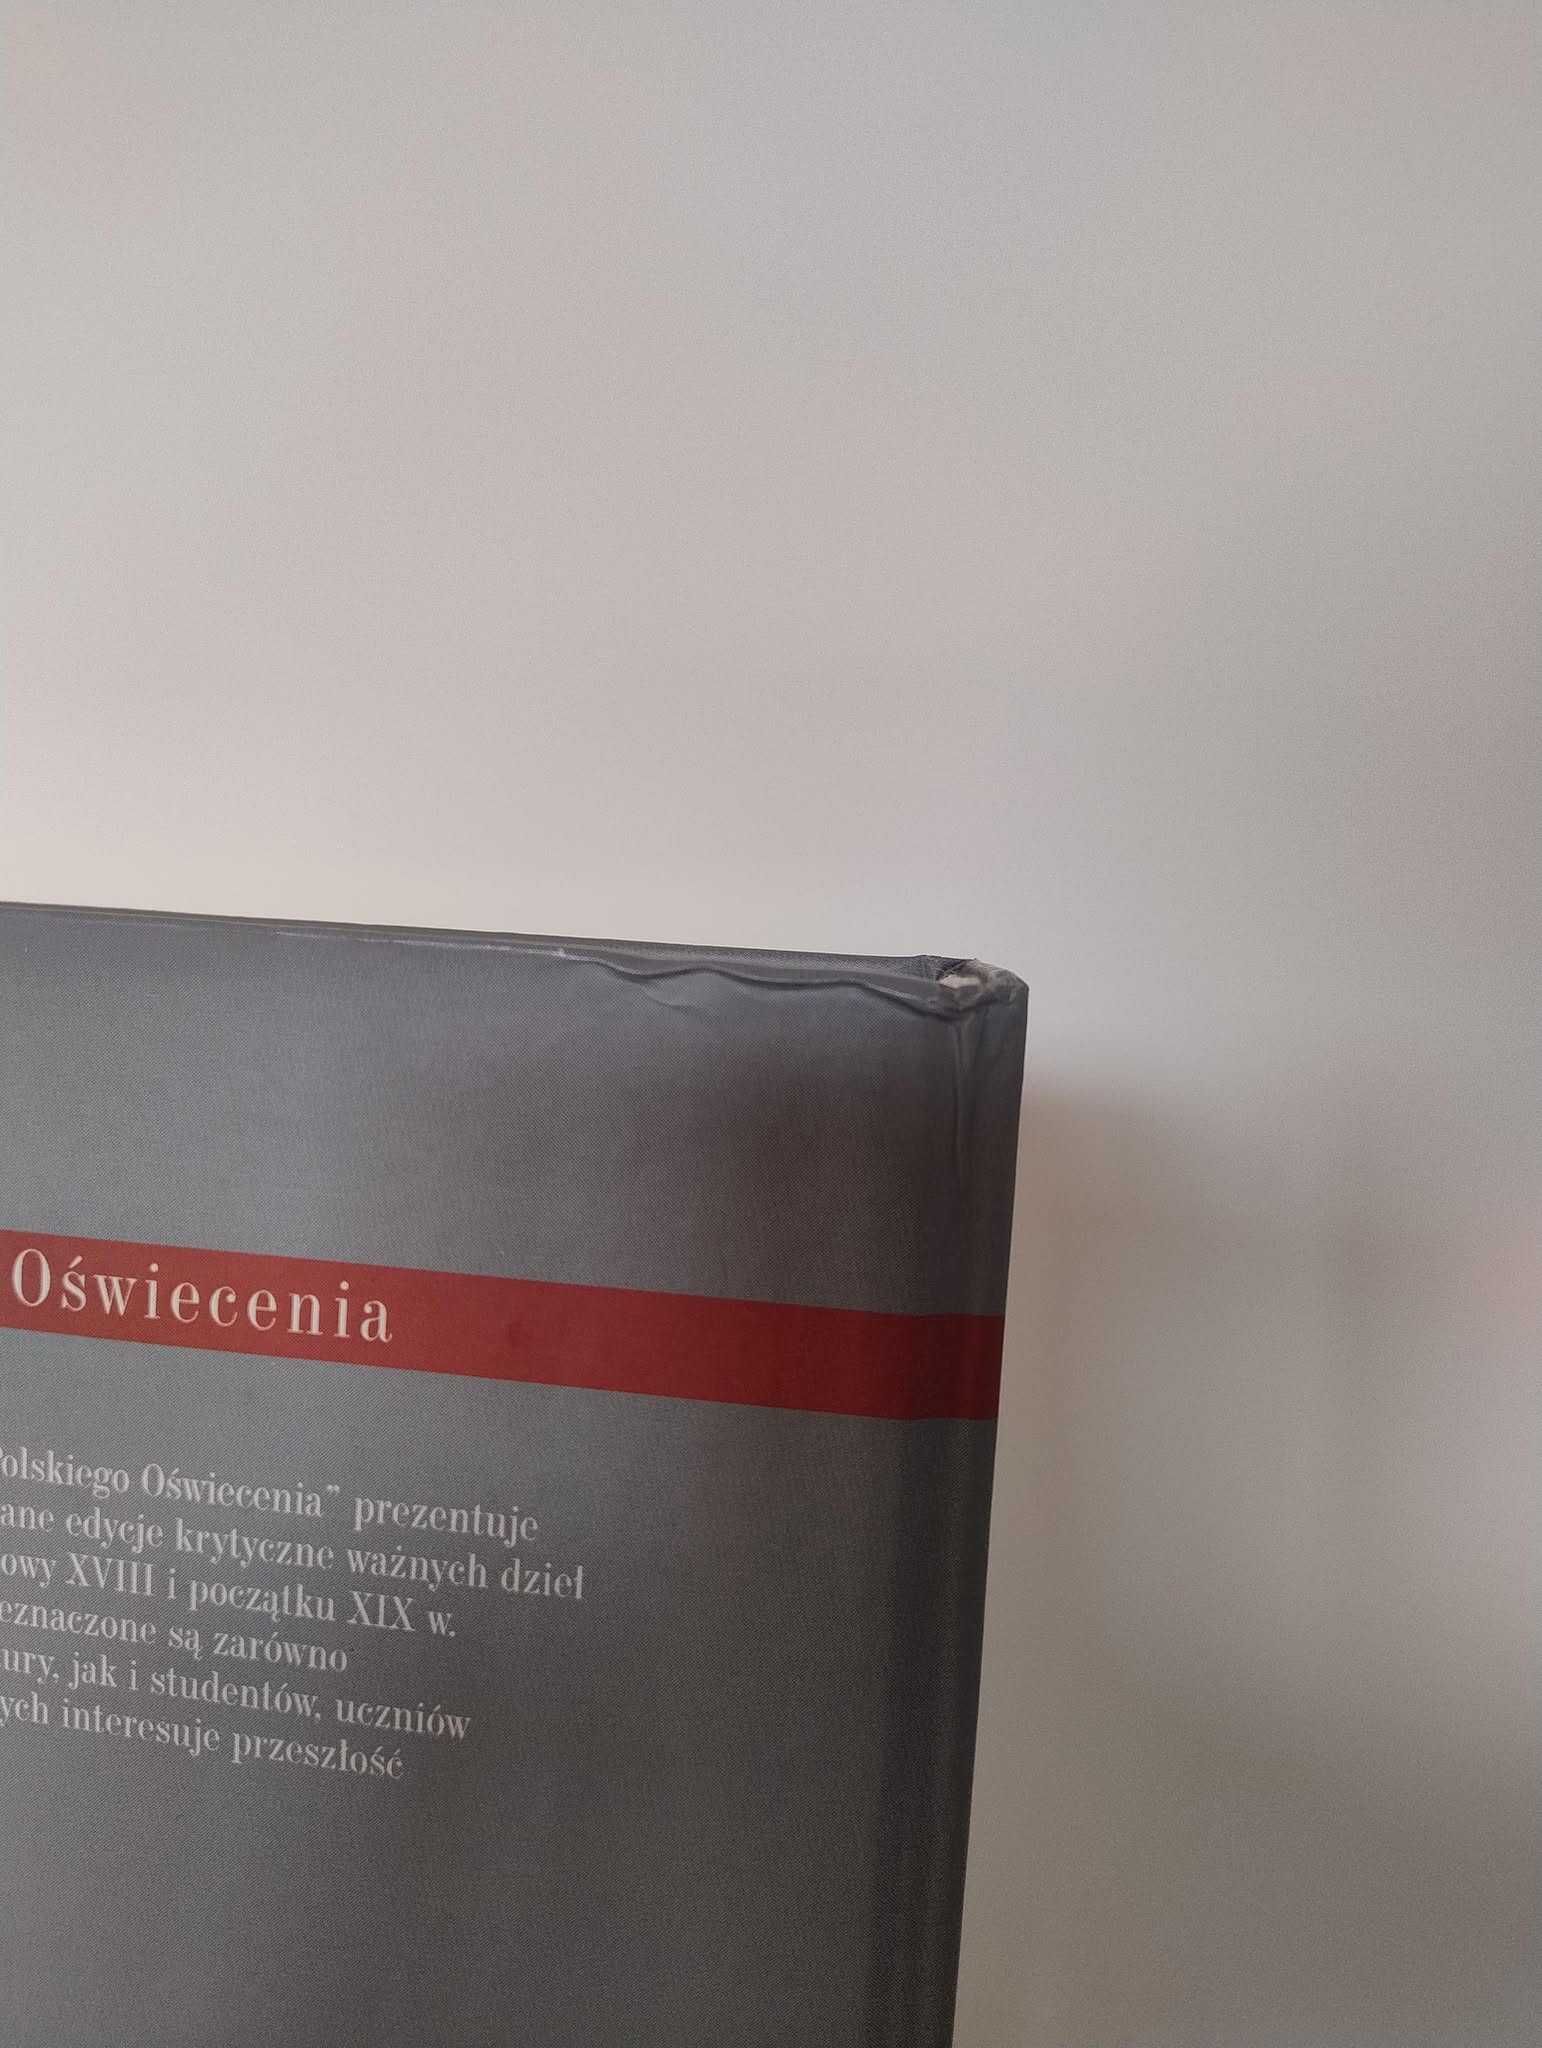 Oświecenia
Polskiego Oświecenia” prezentuje
ane edycje krytyczne ważnych dzieł
owy XVIII i początku XIX w.
eznaczone są zarówno
ury, jak i studentów, uczniów
ych interesuje przeszłość